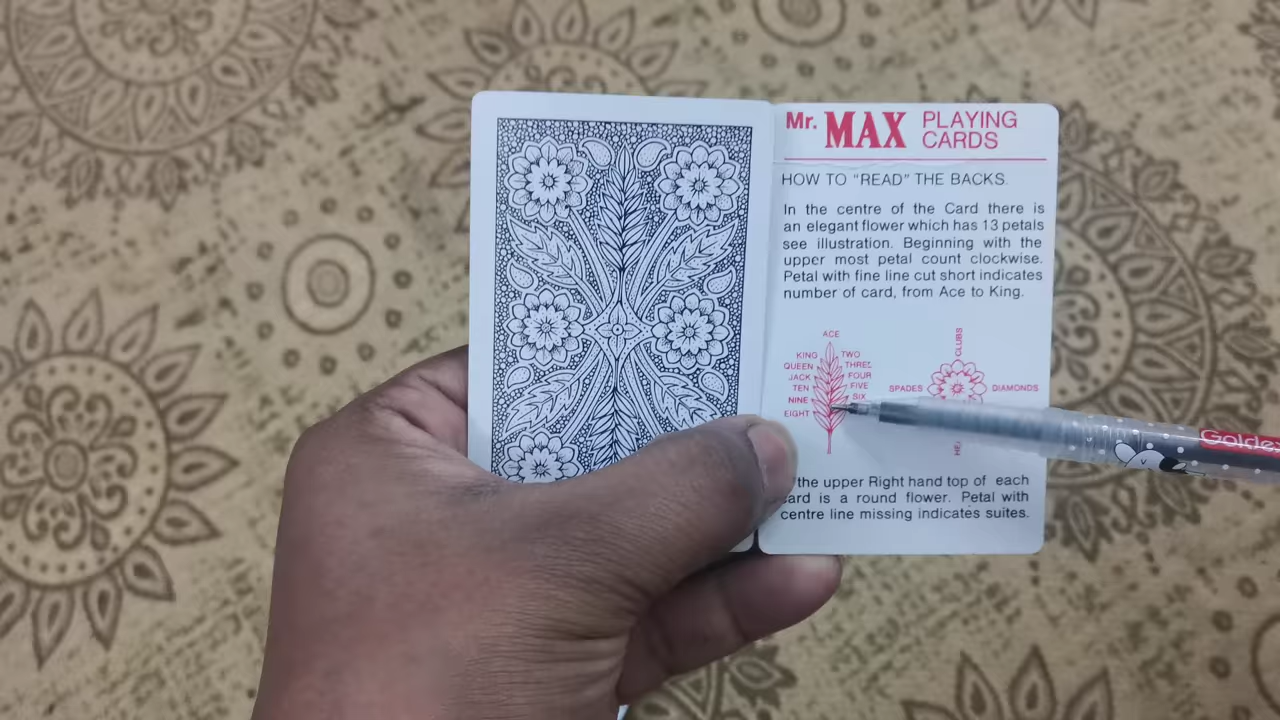 Mr. MAX PLAYING CARDS
HOW TO "READ" THE BACKS.
In the centre of the Card there is
an elegant flower which has 13 petals
see illustration. Beginning with the
upper most petal count clockwise.
Petal with fine line cut short indicates
number of card, from Ace to King.
ACE
KING TWO
QUEEN THREE
JACK FOUR
TEN FIVE
NINE SIX
EIGHT
CLUBS
SPADES DIAMONDS
the upper Right hand top of each
card is a round flower. Petal with
centre line missing indicates suites.
Goldex